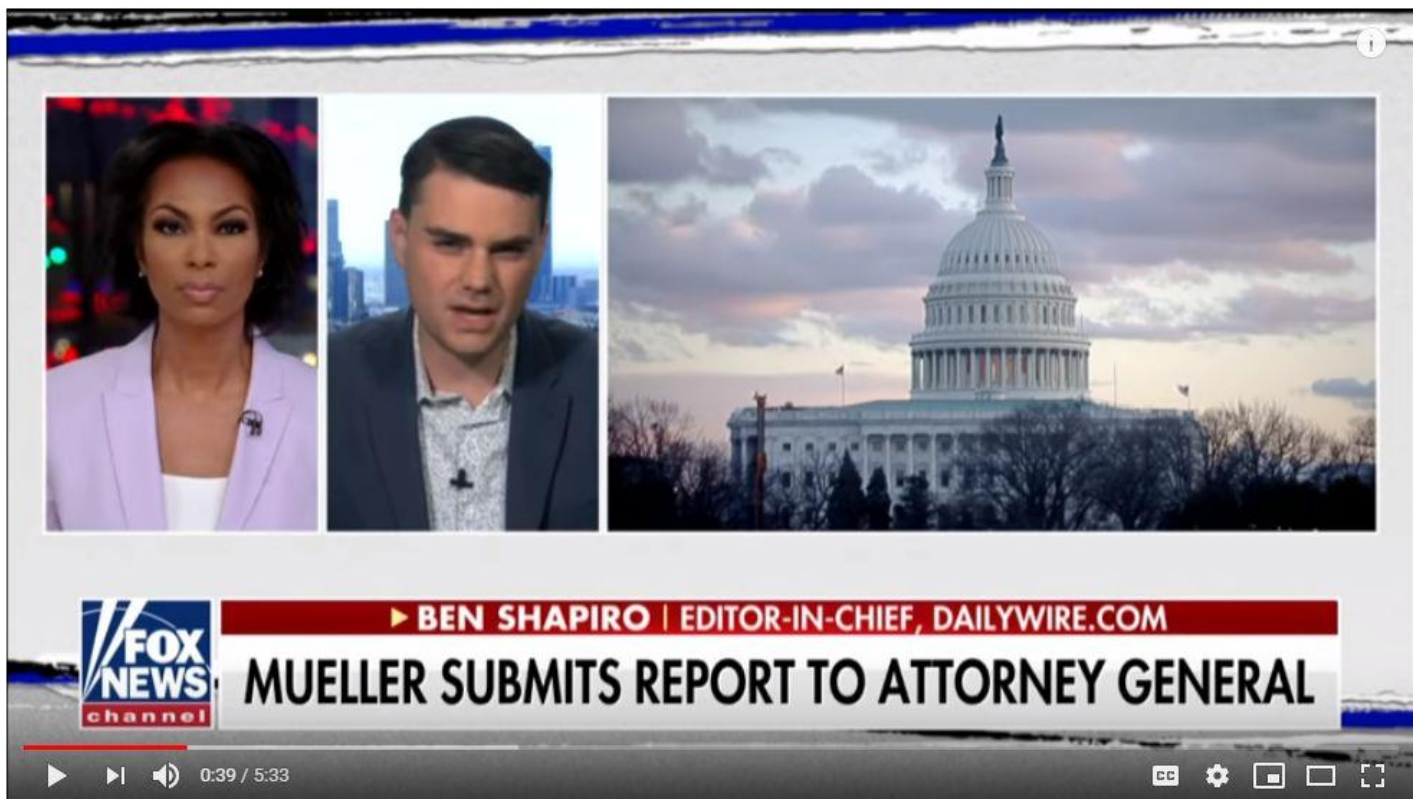 BEN SHAPIRO | EDITOR-IN-CHIEF, DAILYWIRE.COM
FOX
NEWS
channel
MUELLER SUBMITS REPORT TO ATTORNEY GENERAL
0:39 / 5:33
CC